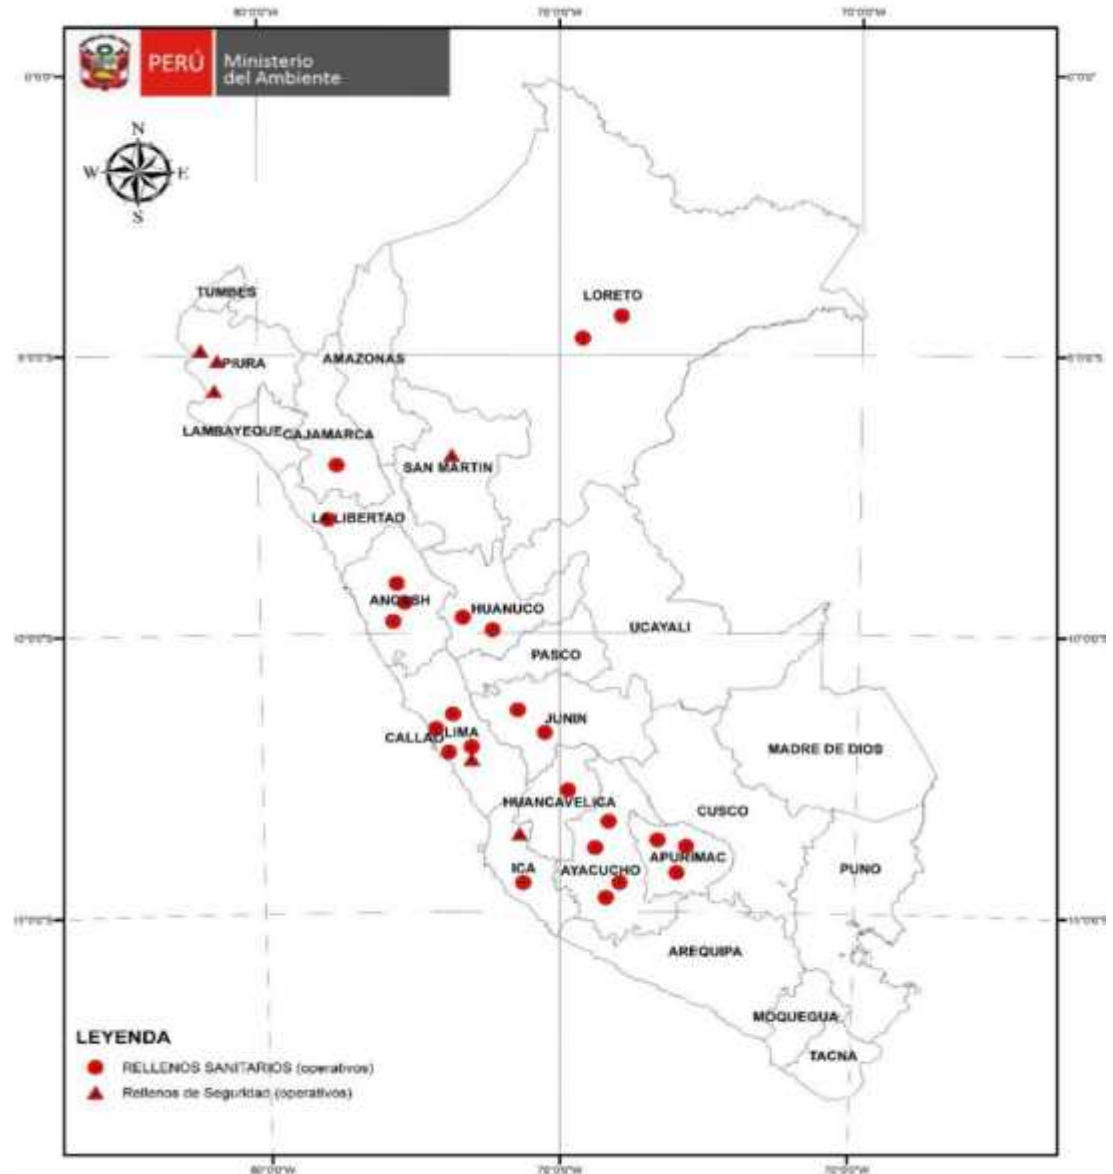 PERÚ
Ministerio
del Ambiente
N
W
E
S
TUMBES
LORETO
PIURA
AMAZONAS
LAMBAYEQUE
CAJAMARCA
SAN MARTIN
LA LIBERTAD
ANCASH
HUANUCO
UCAYALI
PASCO
JUNIN
LIMA
CALLAO
MADRE DE DIOS
HUANCAVELICA
CUSCO
APURIMAC
ICA
AYACUCHO
PUNO
AREQUIPA
MOQUEGUA
TACNA
LEYENDA
RELLENOS SANITARIOS (operativos)
Rellenos de Seguridad (operativos)